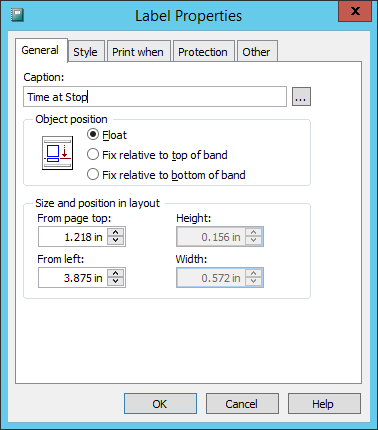 Label Properties
x
General Style Print when Protection Other
Caption:
Time at Stop ...
Object position
Float
Fix relative to top of band
Fix relative to bottom of band
Size and position in layout
From page top: Height:
1.218 in 0.156 in
From left: Width:
3.875 in 0.572 in
OK Cancel Help